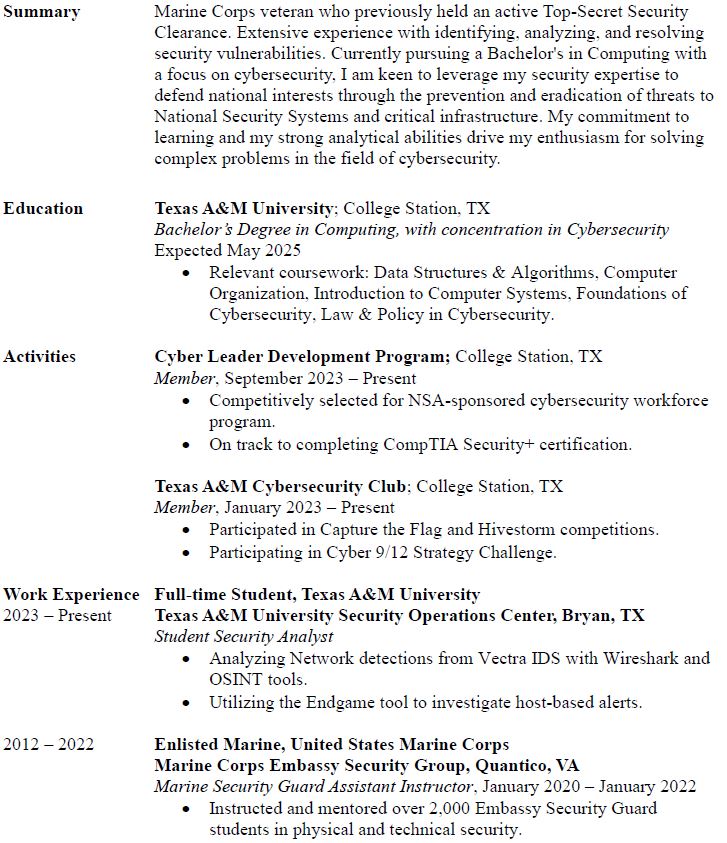 Summary Marine Corps veteran who previously held an active Top-Secret Security
Clearance. Extensive experience with identifying, analyzing, and resolving
security vulnerabilities. Currently pursuing a Bachelor's in Computing with
a focus on cybersecurity, I am keen to leverage my security expertise to
defend national interests through the prevention and eradication of threats to
National Security Systems and critical infrastructure. My commitment to
learning and my strong analytical abilities drive my enthusiasm for solving
complex problems in the field of cybersecurity.
Education Texas A&M University; College Station, TX
Bachelor's Degree in Computing, with concentration in Cybersecurity
Expected May 2025
• Relevant coursework: Data Structures & Algorithms, Computer
Organization, Introduction to Computer Systems, Foundations of
Cybersecurity, Law & Policy in Cybersecurity.
Activities Cyber Leader Development Program; College Station, TX
Member, September 2023 – Present
• Competitively selected for NSA-sponsored cybersecurity workforce
program.
• On track to completing CompTIA Security+ certification.
Texas A&M Cybersecurity Club; College Station, TX
Member, January 2023 – Present
• Participated in Capture the Flag and Hivestorm competitions.
• Participating in Cyber 9/12 Strategy Challenge.
Work Experience Full-time Student, Texas A&M University
2023 – Present Texas A&M University Security Operations Center, Bryan, TX
Student Security Analyst
• Analyzing Network detections from Vectra IDS with Wireshark and
OSINT tools.
• Utilizing the Endgame tool to investigate host-based alerts.
2012 – 2022 Enlisted Marine, United States Marine Corps
Marine Corps Embassy Security Group, Quantico, VA
Marine Security Guard Assistant Instructor, January 2020 – January 2022
• Instructed and mentored over 2,000 Embassy Security Guard
students in physical and technical security.